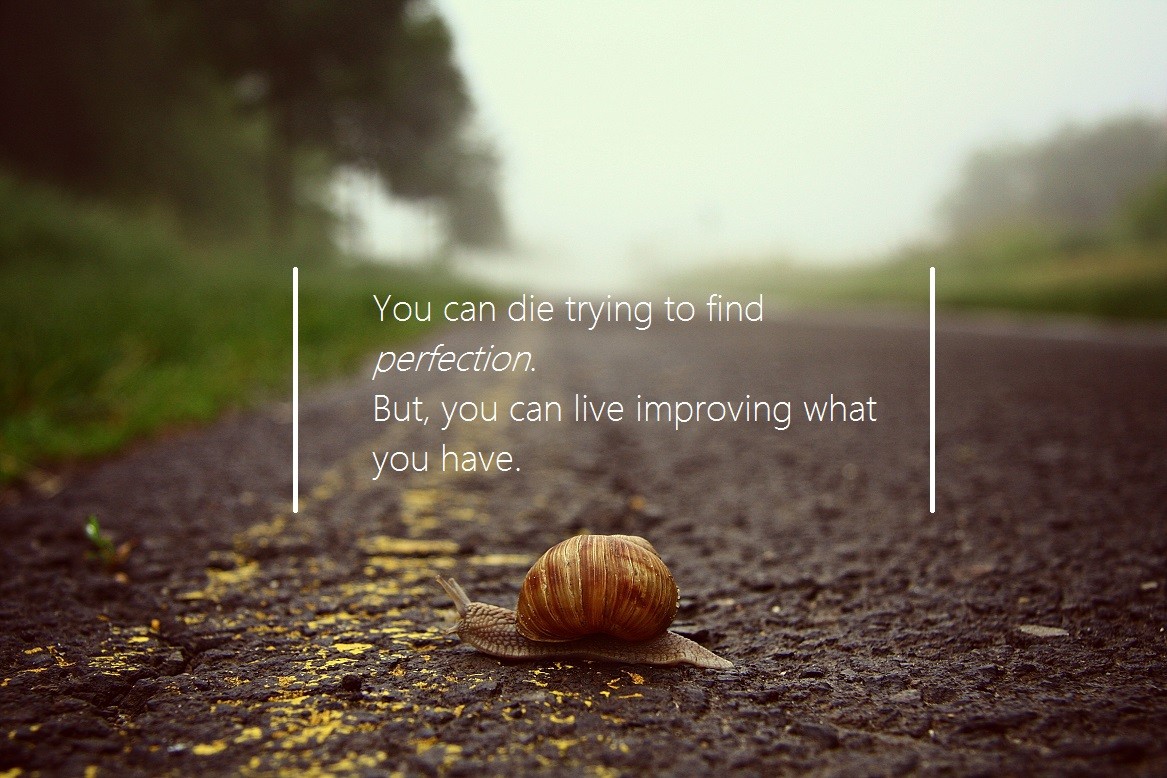 You can die trying to find
perfection.
But, you can live improving what
you have.